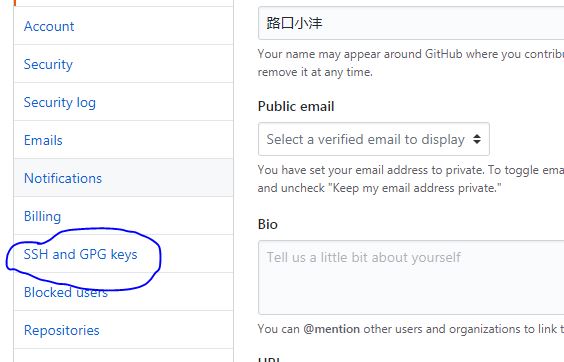 Account
Security
Security log
Emails
Notifications
Billing
SSH and GPG keys
Blocked users
Repositories
路口小沣
Your name may appear around GitHub where you contribu
remove it at any time.
Public email
Select a verified email to display
You have set your email address to private. To toggle ema
and uncheck "Keep my email address private."
Bio
Tell us a little bit about yourself
You can @mention other users and organizations to link t